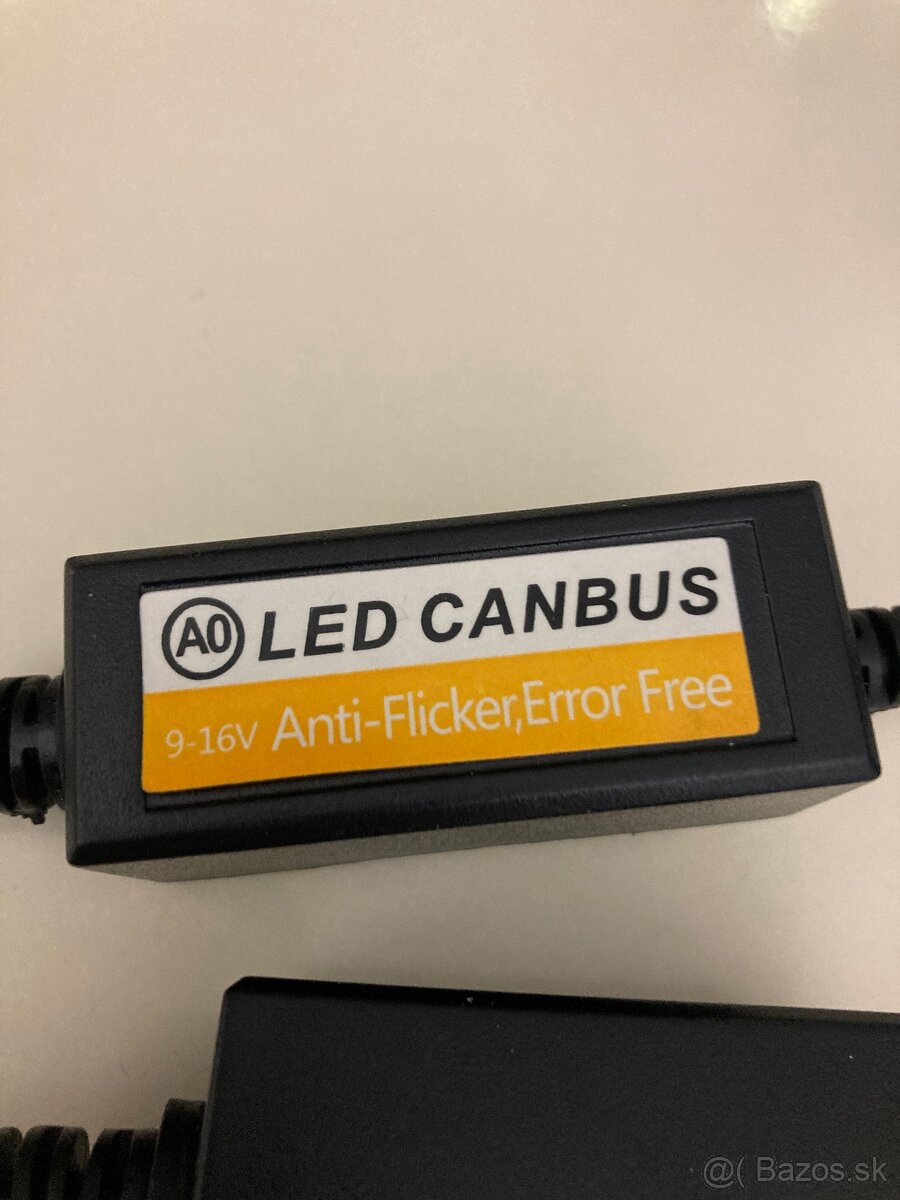 A0 LED CANBUS
9-16V Anti-Flicker,Error Free
@( Bazos.sk